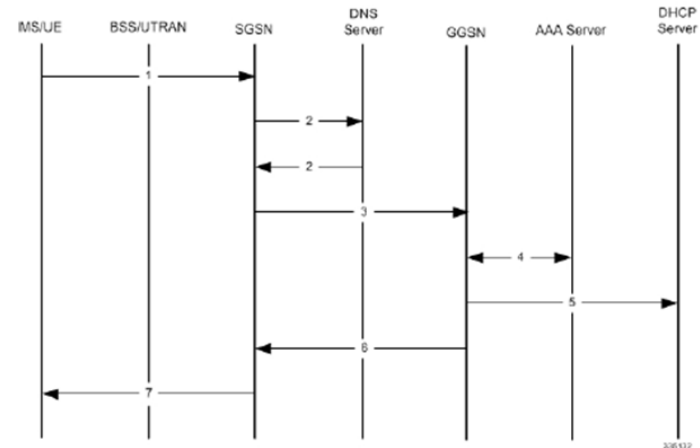 MS/UE
BSS/UTRAN
SGSN
DNS
Server
GGSN
AAA Server
DHCP
Server
1
2
2
3
4
5
6
7